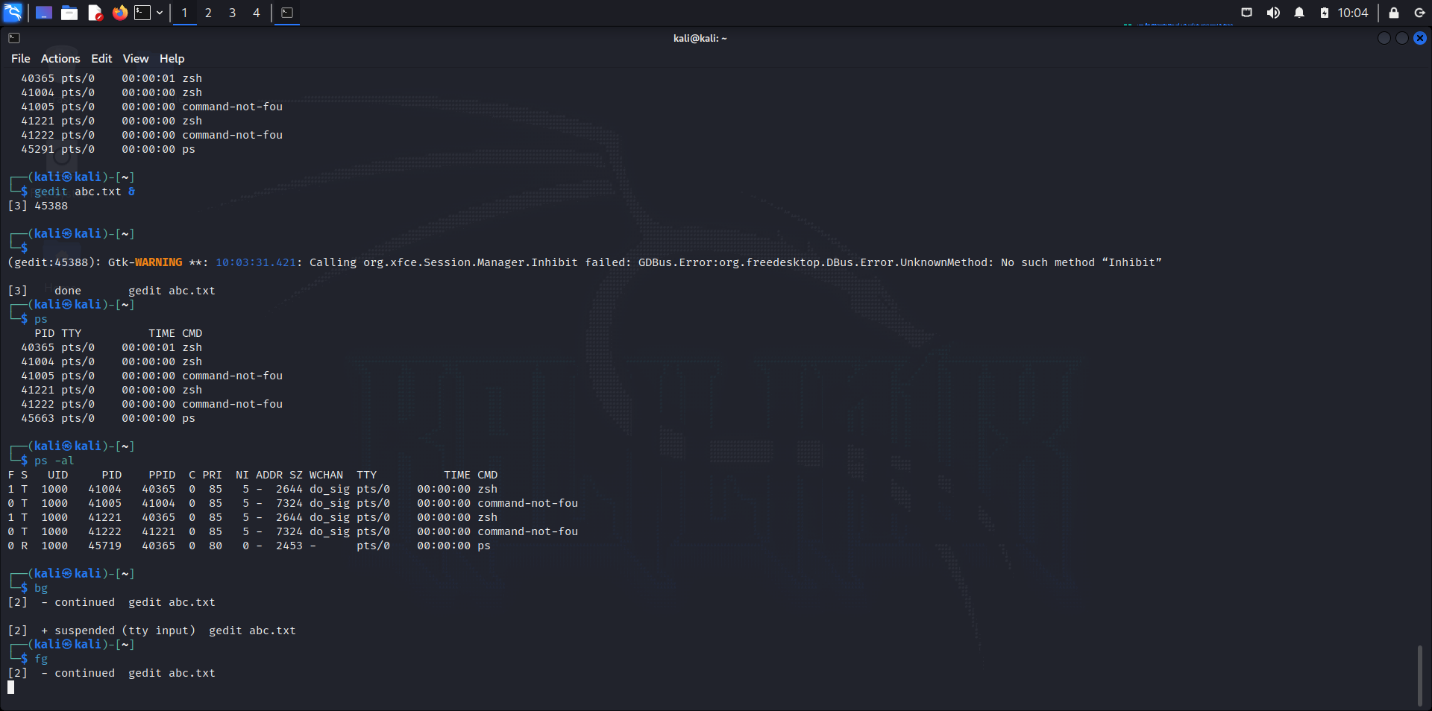 1 2 3 4 10:04
kali@kali: ~
File Actions Edit View Help
40365 pts/0 00:00:01 zsh
41004 pts/0 00:00:00 zsh
41005 pts/0 00:00:00 command-not-fou
41221 pts/0 00:00:00 zsh
41222 pts/0 00:00:00 command-not-fou
45291 pts/0 00:00:00 ps
┌──(kali㉿kali)-[~]
└─$ gedit abc.txt &
[3] 45388
┌──(kali㉿kali)-[~]
└─$
(gedit:45388): Gtk-WARNING **: 10:03:31.421: Calling org.xfce.Session.Manager.Inhibit failed: GDBus.Error:org.freedesktop.DBus.Error.UnknownMethod: No such method “Inhibit”
[3] done gedit abc.txt
┌──(kali㉿kali)-[~]
└─$ ps
PID TTY TIME CMD
40365 pts/0 00:00:01 zsh
41004 pts/0 00:00:00 zsh
41005 pts/0 00:00:00 command-not-fou
41221 pts/0 00:00:00 zsh
41222 pts/0 00:00:00 command-not-fou
45663 pts/0 00:00:00 ps
┌──(kali㉿kali)-[~]
└─$ ps -al
F S UID PID PPID C PRI NI ADDR SZ WCHAN TTY TIME CMD
1 T 1000 41004 40365 0 85 5 - 2644 do_sig pts/0 00:00:00 zsh
0 T 1000 41005 41004 0 85 5 - 7324 do_sig pts/0 00:00:00 command-not-fou
1 T 1000 41221 40365 0 85 5 - 2644 do_sig pts/0 00:00:00 zsh
0 T 1000 41222 41221 0 85 5 - 7324 do_sig pts/0 00:00:00 command-not-fou
0 R 1000 45719 40365 0 80 0 - 2453 - pts/0 00:00:00 ps
┌──(kali㉿kali)-[~]
└─$ bg
[2] - continued gedit abc.txt
[2] + suspended (tty input) gedit abc.txt
┌──(kali㉿kali)-[~]
└─$ fg
[2] - continued gedit abc.txt